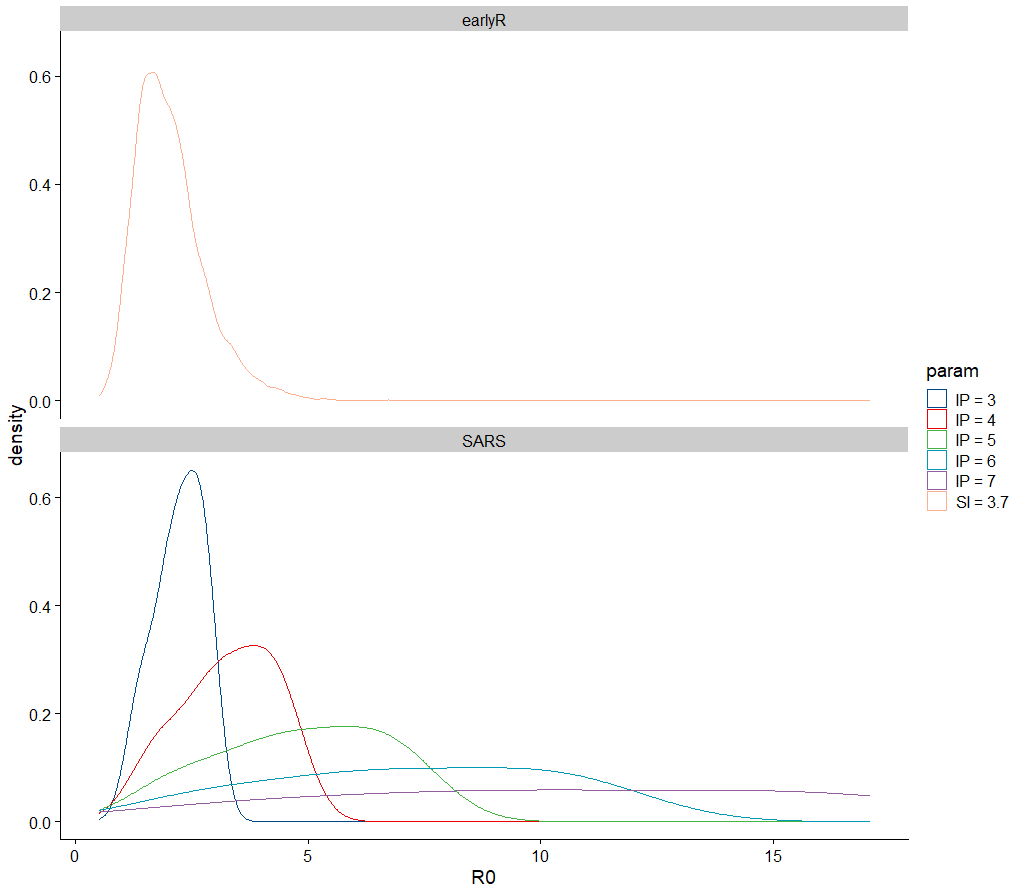 earlyR
0.6
0.4
0.2
0.0
density
SARS
0.6
0.4
0.2
0.0
0
5
10
15
R0
param
IP = 3
IP = 4
IP = 5
IP = 6
IP = 7
SI = 3.7